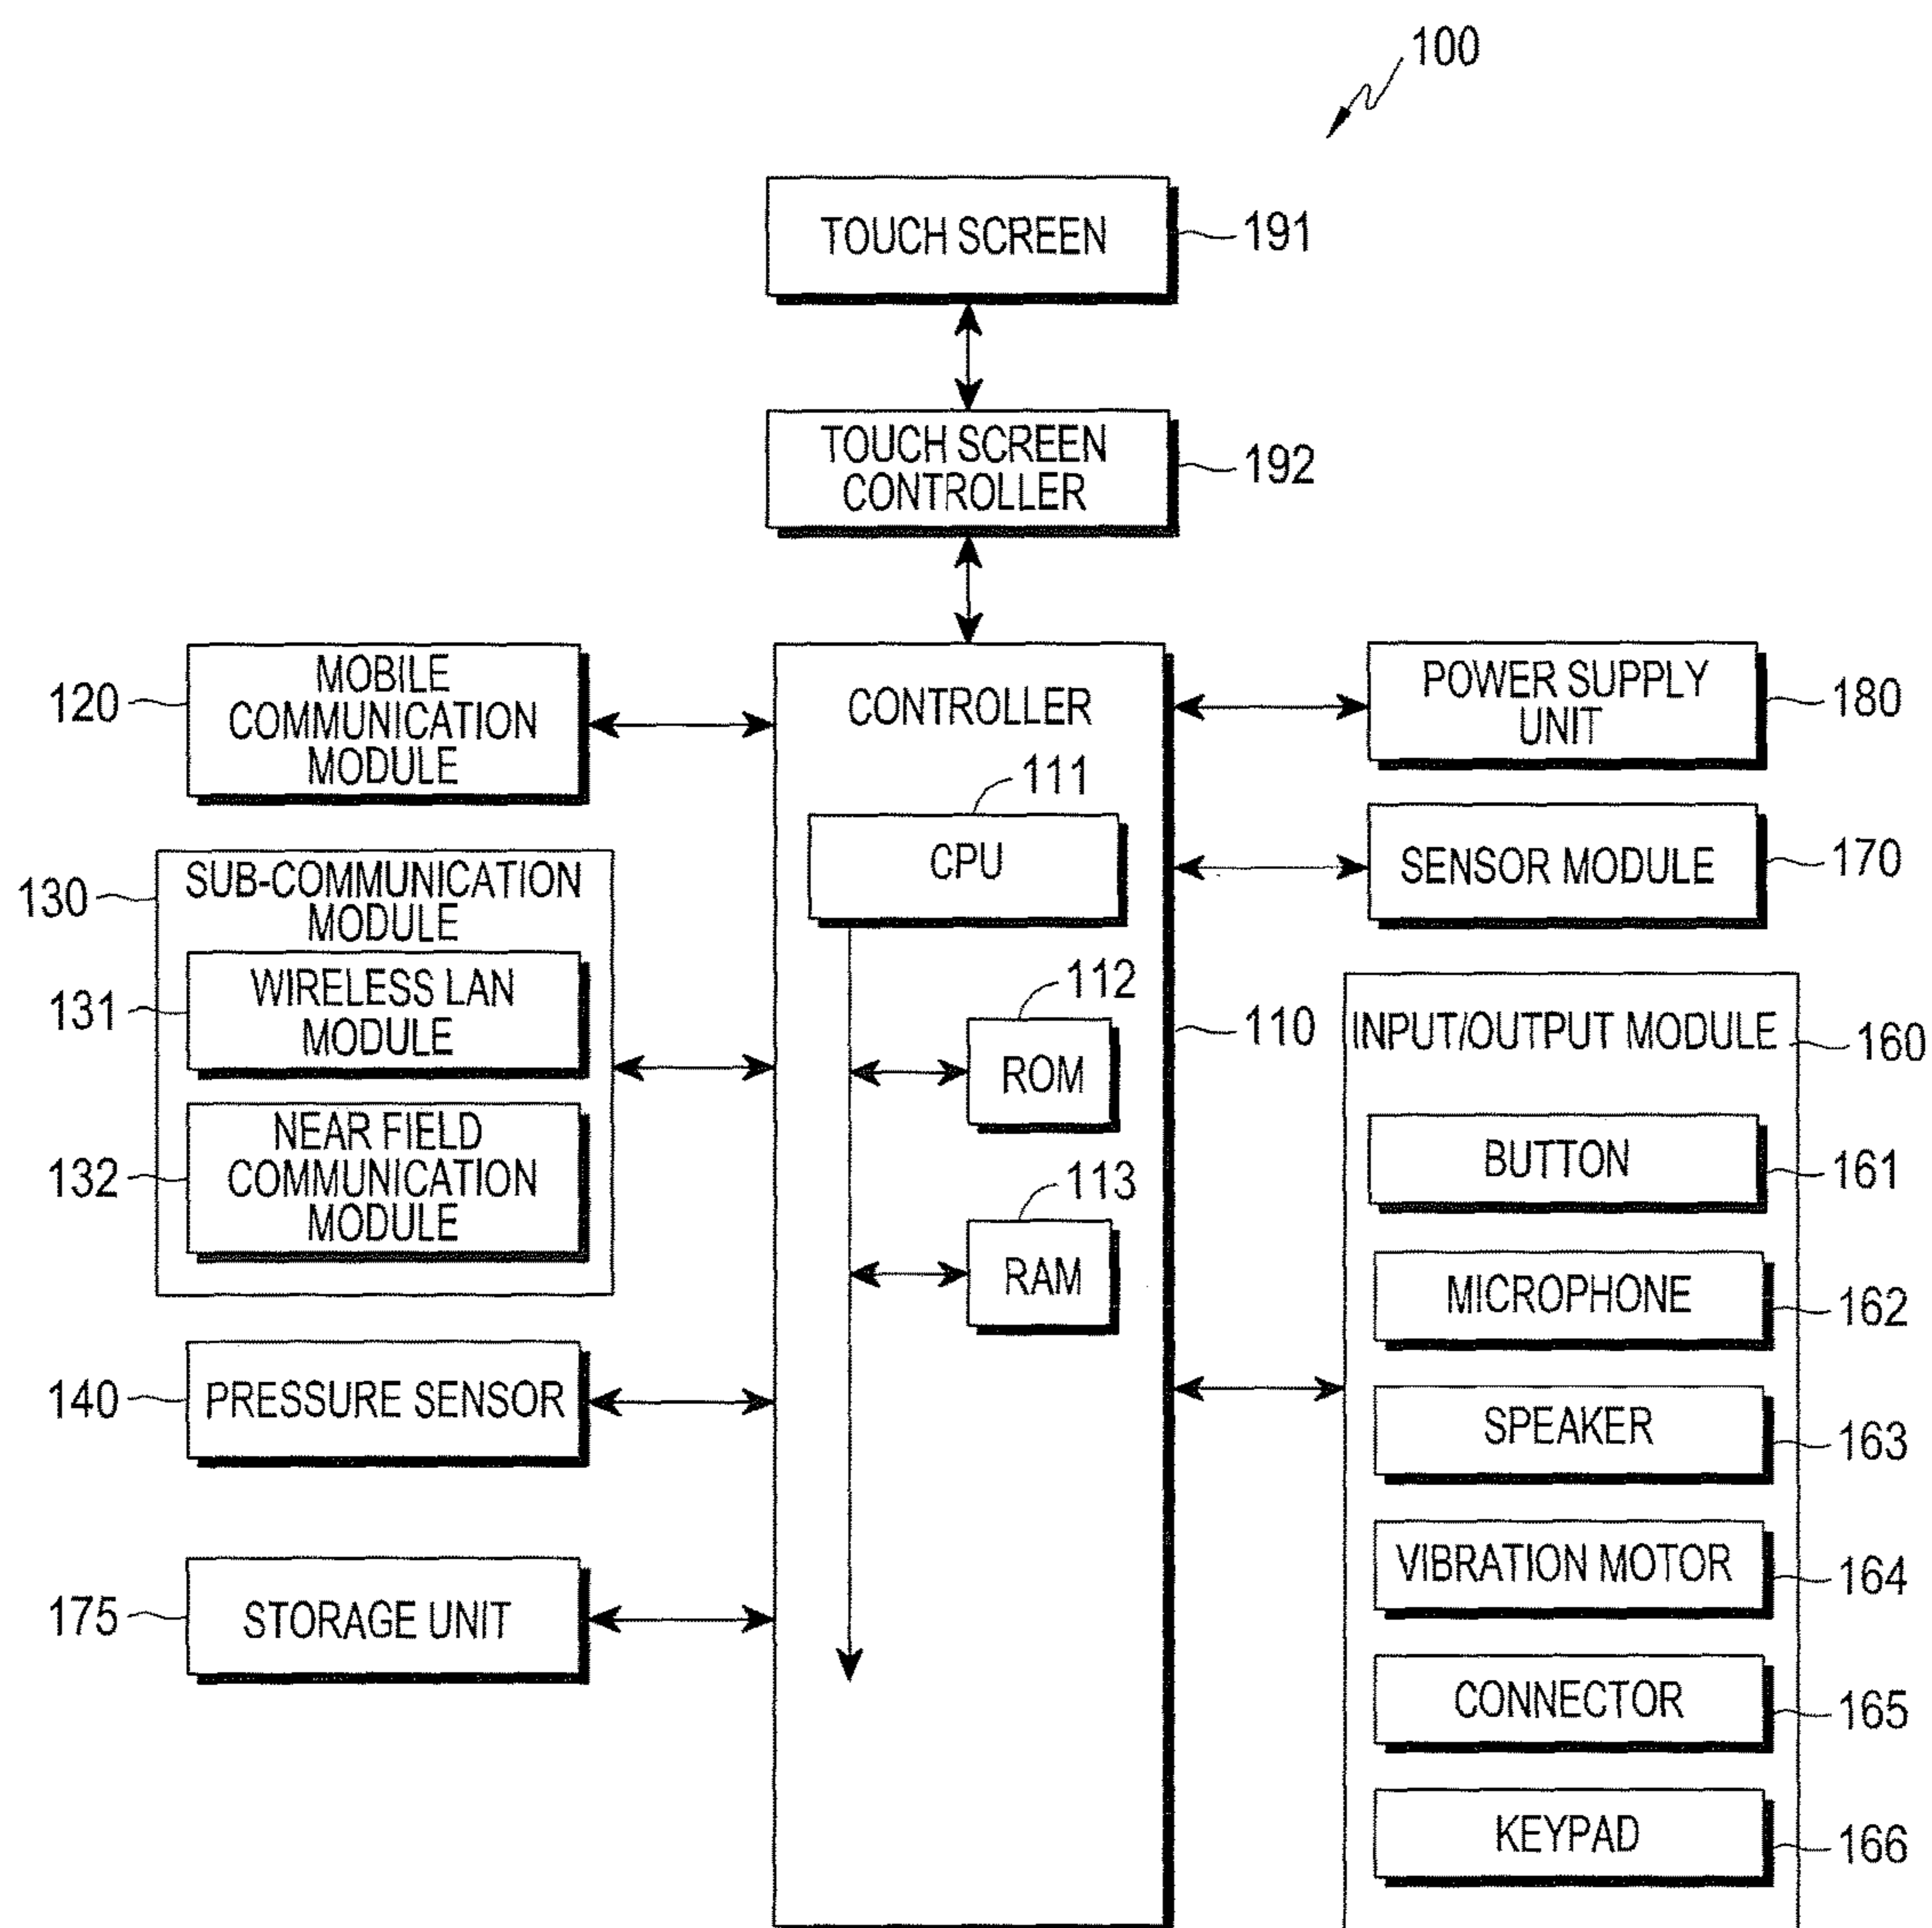 100
TOUCH SCREEN
191
TOUCH SCREEN
CONTROLLER
192
120
MOBILE
COMMUNICATION
MODULE
130
SUB-COMMUNICATION
MODULE
131
WIRELESS LAN
MODULE
132
NEAR FIELD
COMMUNICATION
MODULE
140
PRESSURE SENSOR
175
STORAGE UNIT
CONTROLLER
111
CPU
112
ROM
113
RAM
110
POWER SUPPLY
UNIT
180
SENSOR MODULE
170
INPUT/OUTPUT MODULE
160
BUTTON
161
MICROPHONE
162
SPEAKER
163
VIBRATION MOTOR
164
CONNECTOR
165
KEYPAD
166